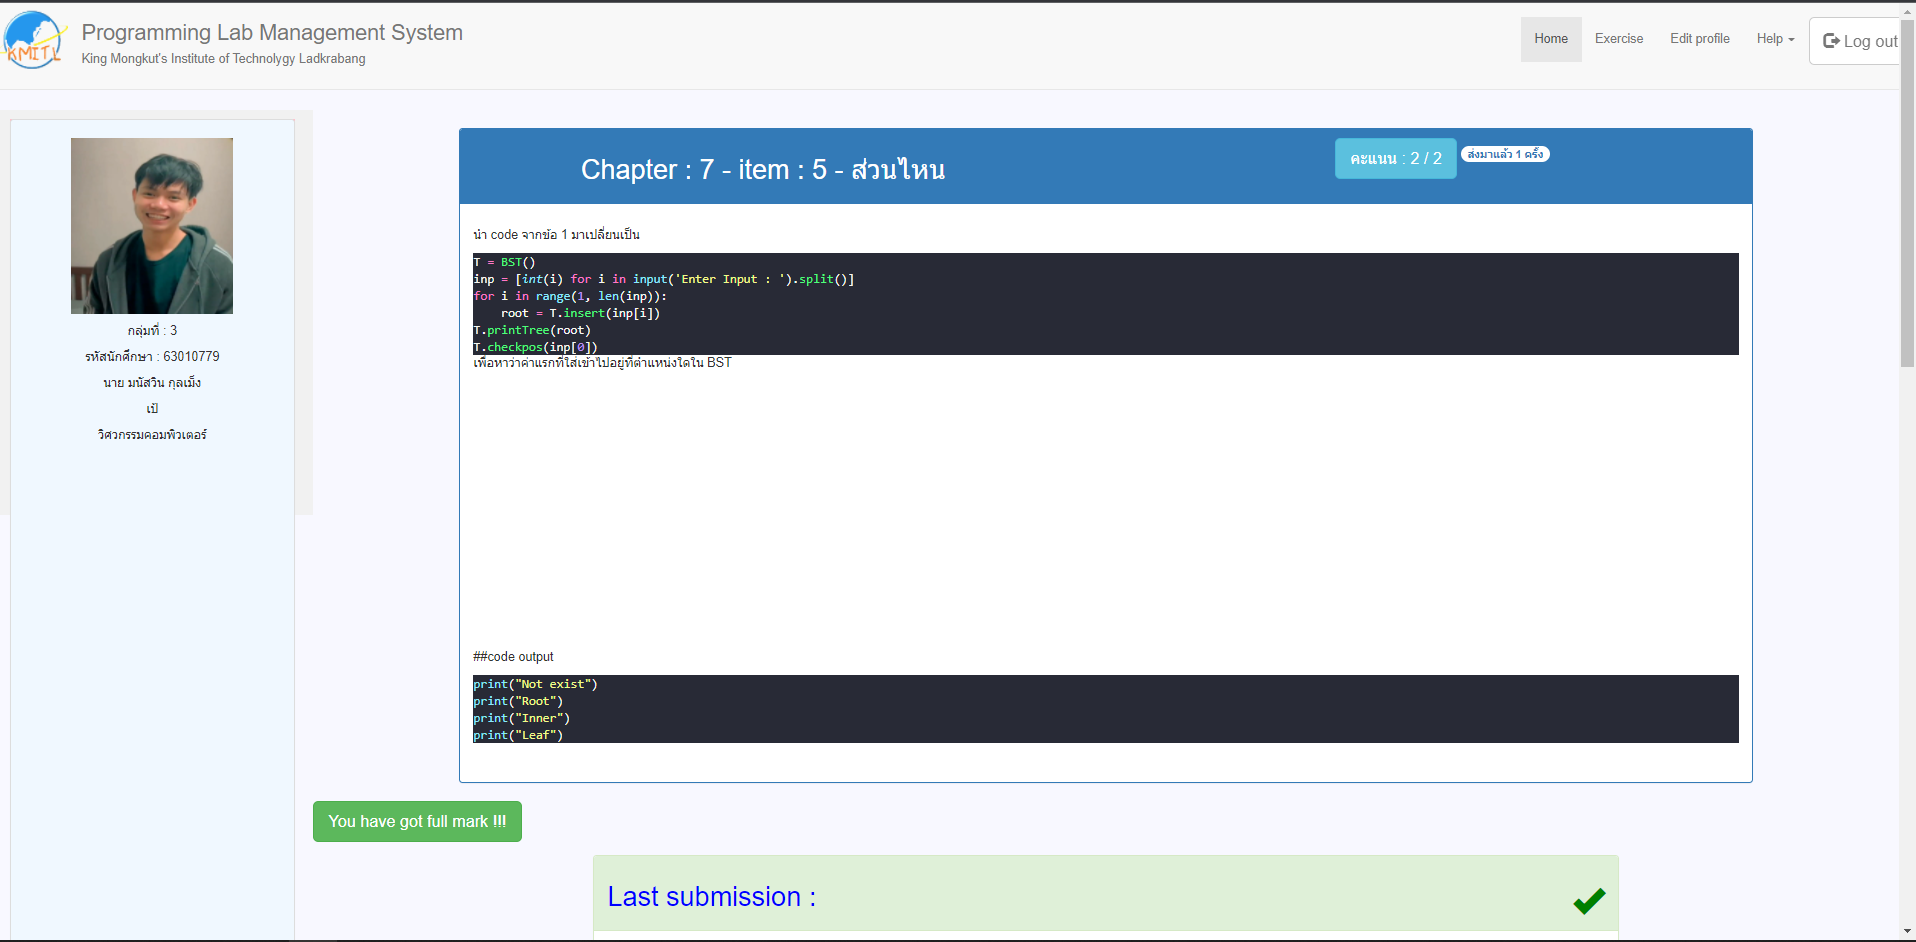 KMITL
Programming Lab Management System
King Mongkut's Institute of Technolygy Ladkrabang
Home
Exercise
Edit profile
Help
Log out
กลุ่มที่ : 3
รหัสนักศึกษา : 63010779
นาย มนัสวิน กุลเม็ง
เป้
วิศวกรรมคอมพิวเตอร์
Chapter : 7 - item : 5 - ส่วนไหน
คะแนน : 2 / 2
ส่งมาแล้ว 1 ครั้ง
นำ code จากข้อ 1 มาเปลี่ยนเป็น
T = BST()
inp = [int(i) for i in input('Enter Input : ').split()]
for i in range(1, len(inp)):
    root = T.insert(inp[i])
T.printTree(root)
T.checkpos(inp[0])
เพื่อหาว่าค่าแรกที่ใส่เข้าไปอยู่ที่ตำแหน่งใดใน BST
##code output
print("Not exist")
print("Root")
print("Inner")
print("Leaf")
You have got full mark !!!
Last submission :